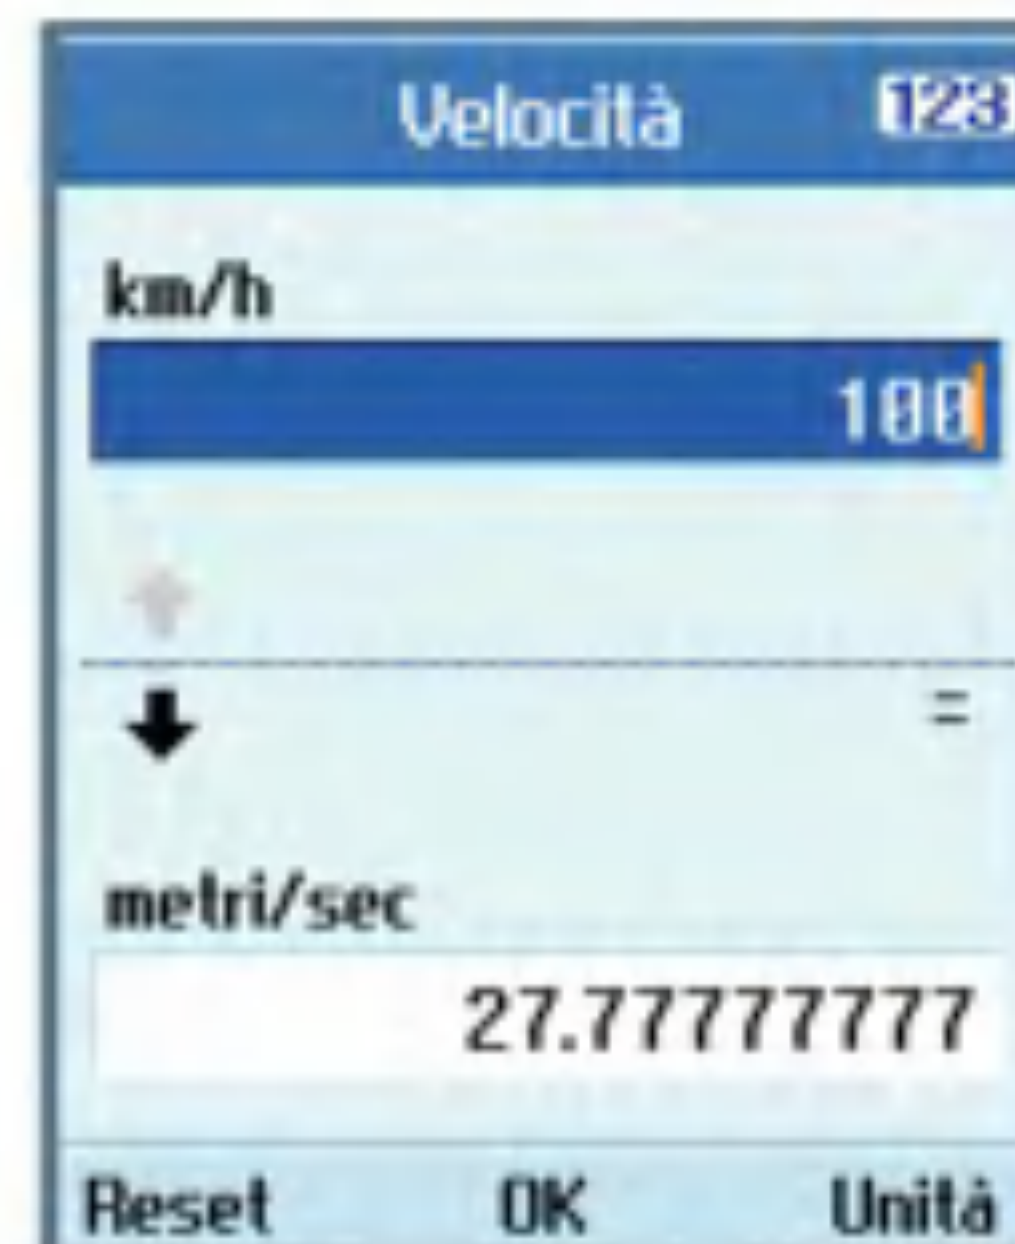 Velocità 123
km/h
100
=
metri/sec
27.77777777
Reset OK Unità